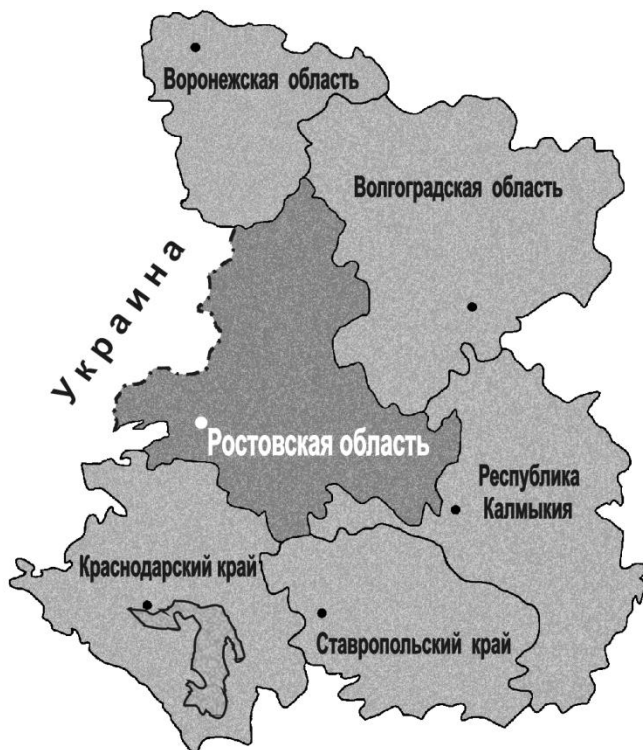 Воронежская область
Волгоградская область
Украина
Ростовская область
Республика
Калмыкия
Краснодарский край
Ставропольский край